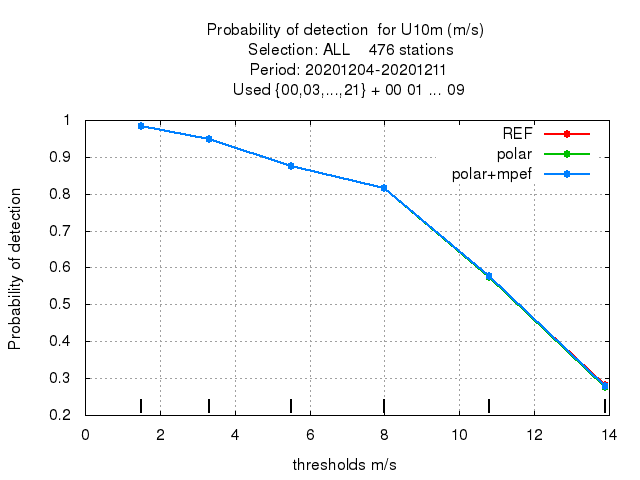 Probability of detection  for U10m (m/s)
Selection: ALL    476 stations
Period: 20201204-20201211
Used {00,03,...,21} + 00 01 ... 09
REF
polar
polar+mpef
Probability of detection
1
0.9
0.8
0.7
0.6
0.5
0.4
0.3
0.2
0 2 4 6 8 10 12 14
thresholds m/s